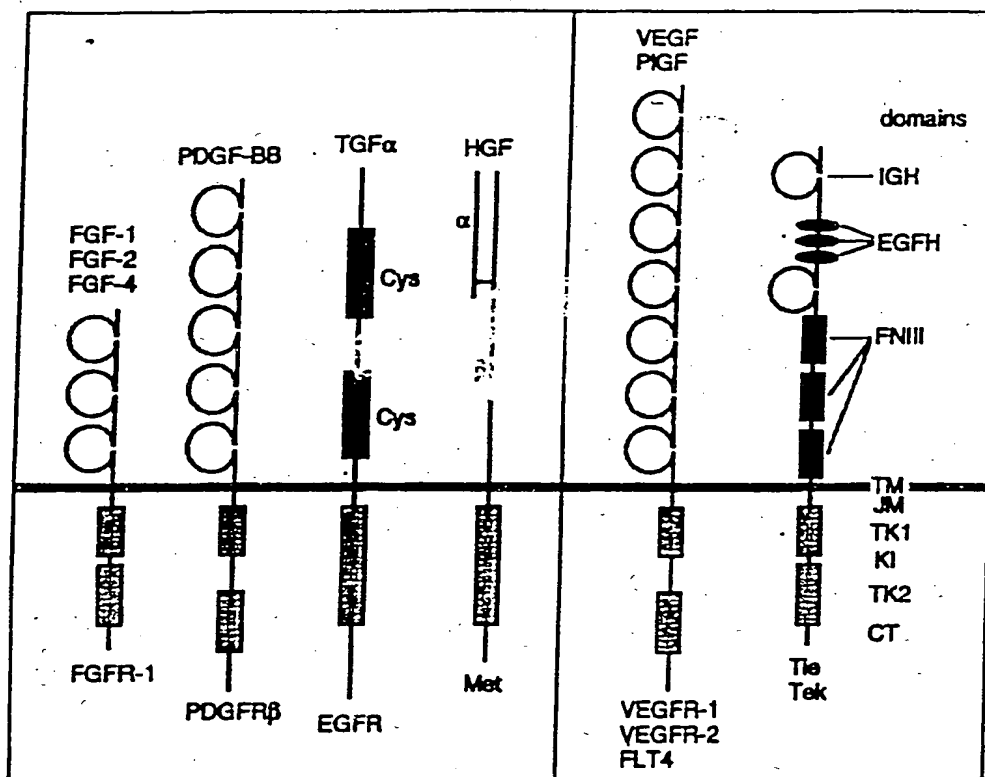 FGF-1
FGF-2
FGF-4
PDGF-BB
TGFα
HGF
α
Cys
Cys
VEGF
PlGF
domains
IGH
EGFH
FNIII
TM
JM
TK1
KI
TK2
CT
FGFR-1
PDGFRβ
EGFR
Met
VEGFR-1
VEGFR-2
FLT4
Tie
Tek